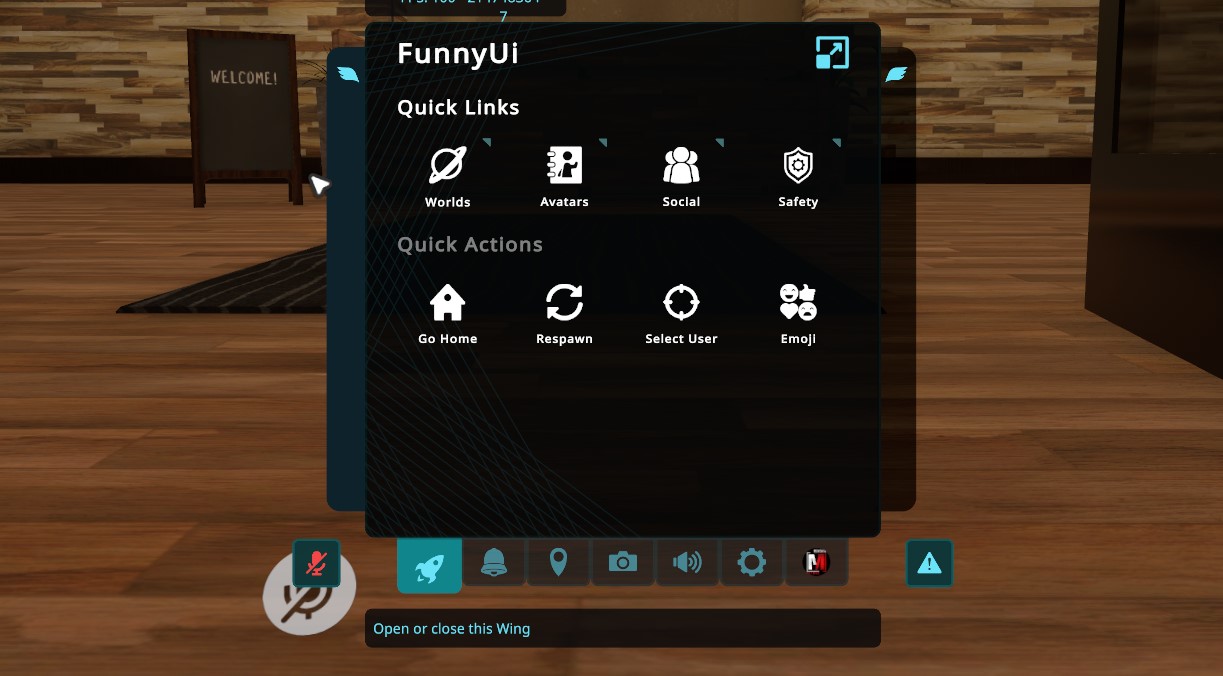 7
FunnyUi
WELCOME!
Quick Links
Worlds
Avatars
Social
Safety
Quick Actions
Go Home
Respawn
Select User
Emoji
M
Open or close this Wing